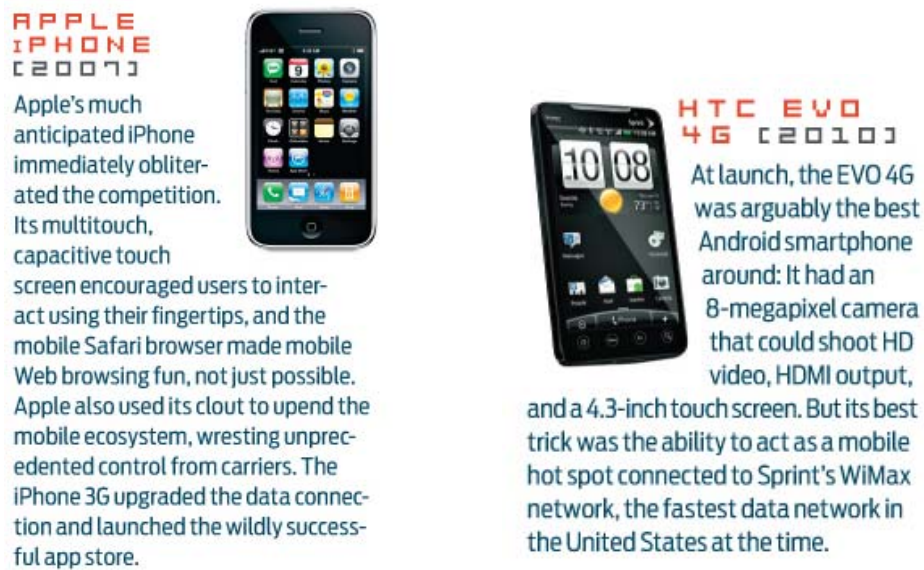 APPLE
iPHONE
[2007]
Apple's much
anticipated iPhone
immediately obliter-
ated the competition.
Its multitouch,
capacitive touch
screen encouraged users to inter-
act using their fingertips, and the
mobile Safari browser made mobile
Web browsing fun, not just possible.
Apple also used its clout to upend the
mobile ecosystem, wresting unprec-
edented control from carriers. The
iPhone 3G upgraded the data connec-
tion and launched the wildly success-
ful app store.
9
Sprint
10 08
73°
HTC EVO
4G [2010]
At launch, the EVO 4G
was arguably the best
Android smartphone
around: It had an
8-megapixel camera
that could shoot HD
video, HDMI output,
and a 4.3-inch touch screen. But its best
trick was the ability to act as a mobile
hot spot connected to Sprint's WiMax
network, the fastest data network in
the United States at the time.